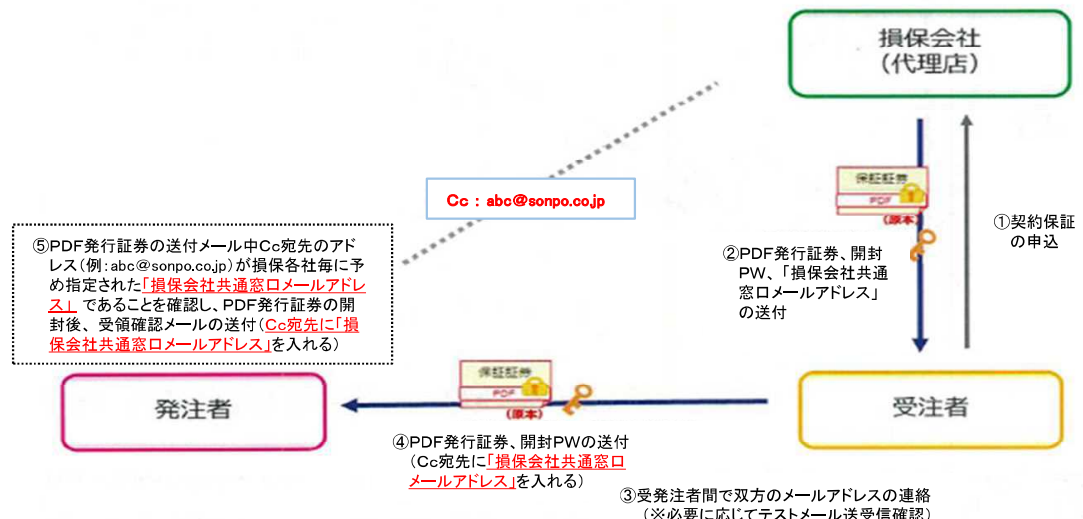 損保会社
(代理店)
Cc：abc@sonpo.co.jp
保証証券
PDF
(原本)
①契約保証
の申込
②PDF発行証券、開封
PW、「損保会社共通
窓口メールアドレス」
の送付
⑤PDF発行証券の送付メール中Cc宛先のアド
レス(例：abc@sonpo.co.jp)が損保各社毎に予
め指定された「損保会社共通窓口メールアドレ
ス」 であることを確認し、PDF発行証券の開
封後、受領確認メールの送付(Cc宛先に「損
保会社共通窓口メールアドレス」を入れる)
保証証券
PDF
(原本)
発注者
受注者
④PDF発行証券、開封PWの送付
(Cc宛先に「損保会社共通窓口
メールアドレス」を入れる)
③受発注者間で双方のメールアドレスの連絡
(※必要に応じてテストメール送受信確認)